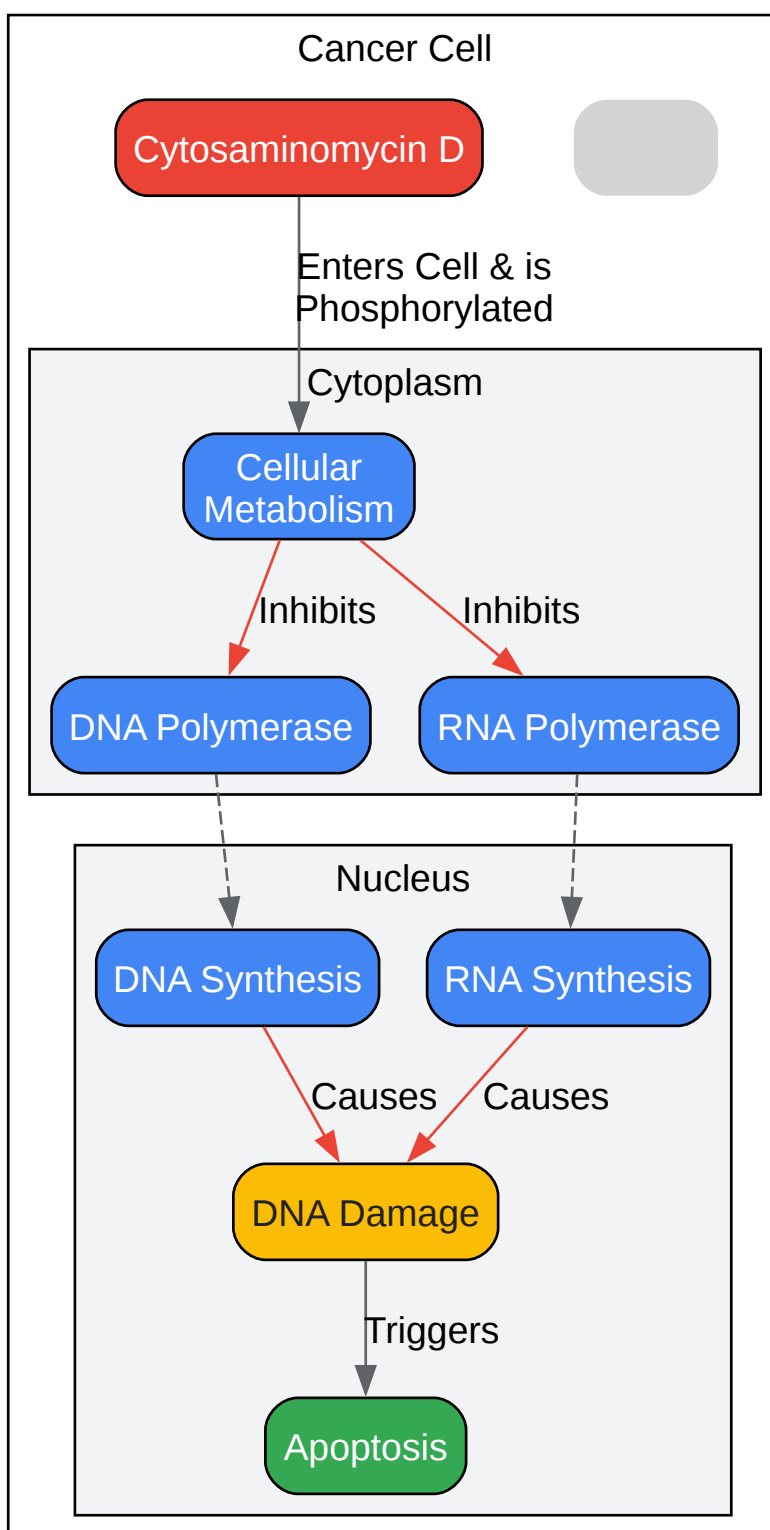 Cancer Cell
Cytosaminomycin D
Enters Cell & is
Phosphorylated
Cytoplasm
Cellular
Metabolism
Inhibits
Inhibits
DNA Polymerase
RNA Polymerase
Nucleus
DNA Synthesis
RNA Synthesis
Causes
Causes
DNA Damage
Triggers
Apoptosis